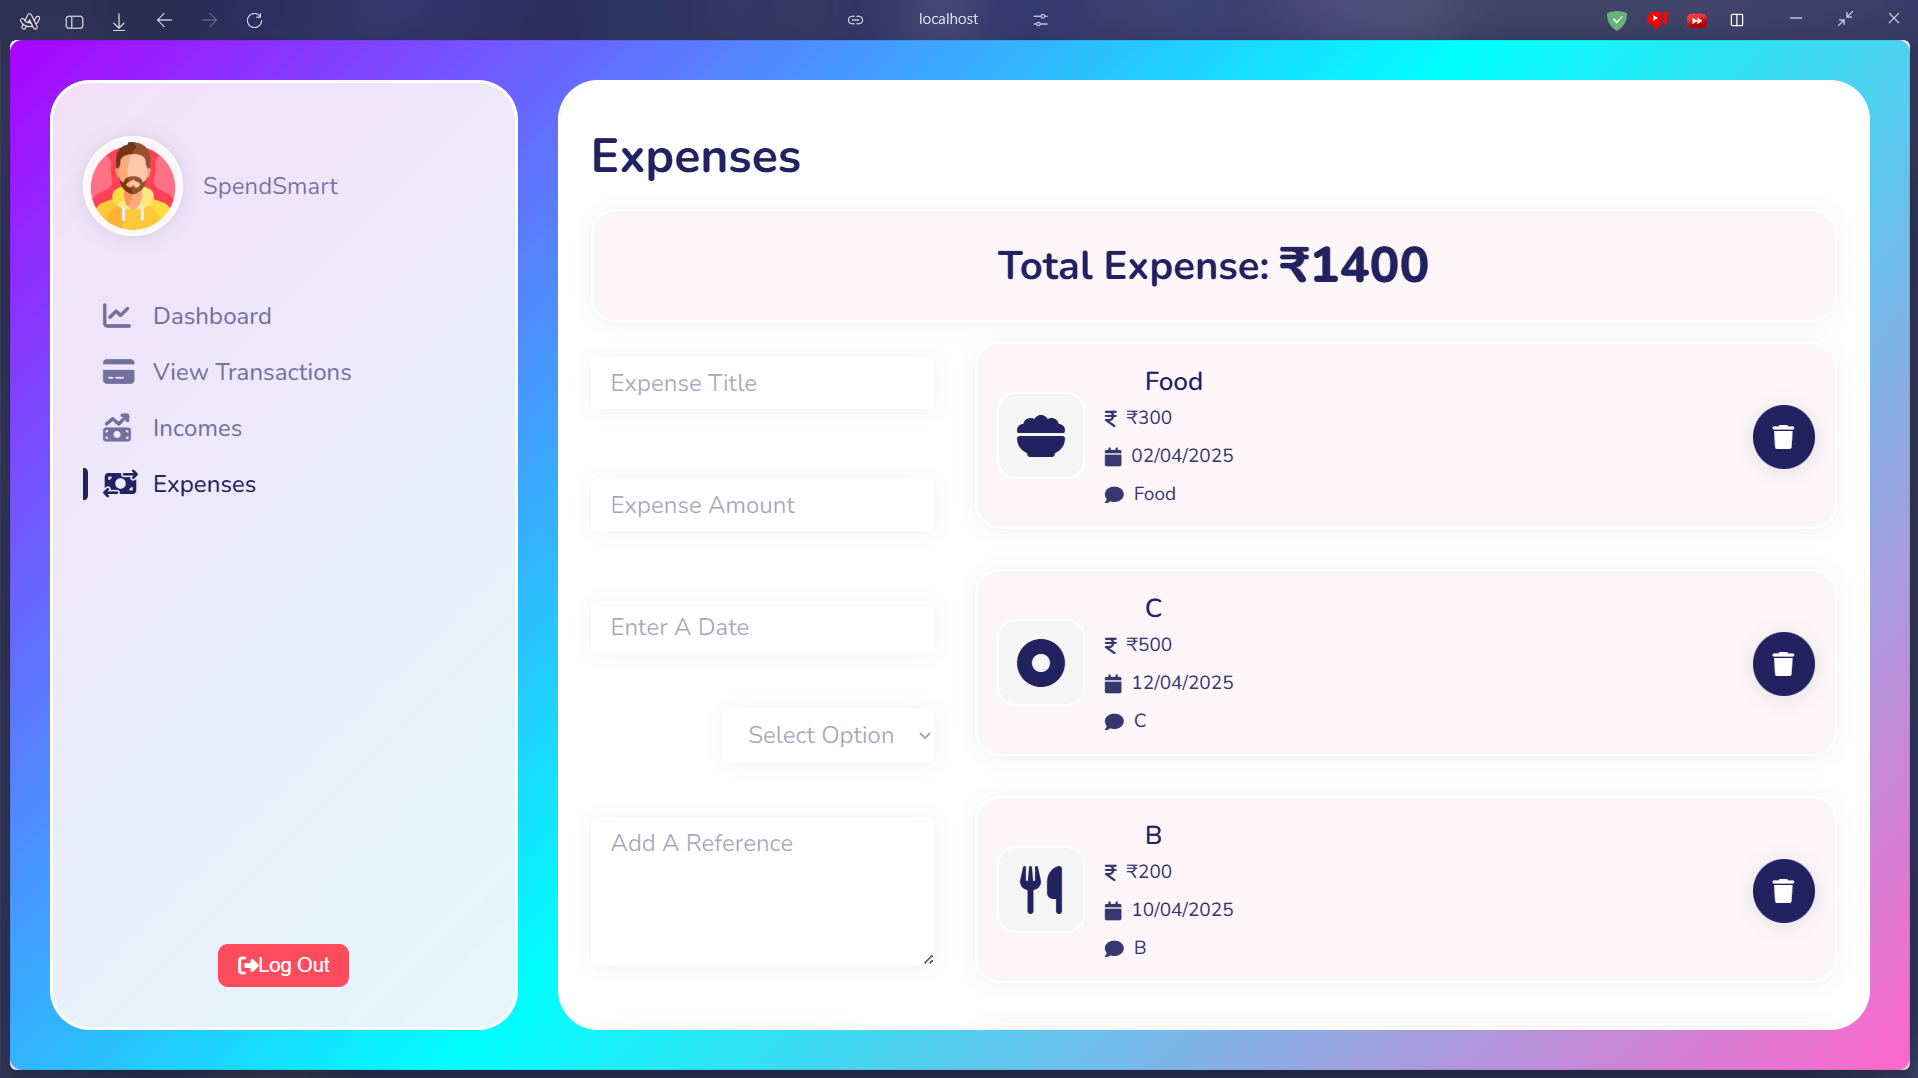 localhost
SpendSmart
Dashboard
View Transactions
Incomes
Expenses
Log Out
Expenses
Total Expense: ₹1400
Expense Title
Expense Amount
Enter A Date
Select Option
Add A Reference
Food
₹ ₹300
02/04/2025
Food
C
₹ ₹500
12/04/2025
C
B
₹ ₹200
10/04/2025
B